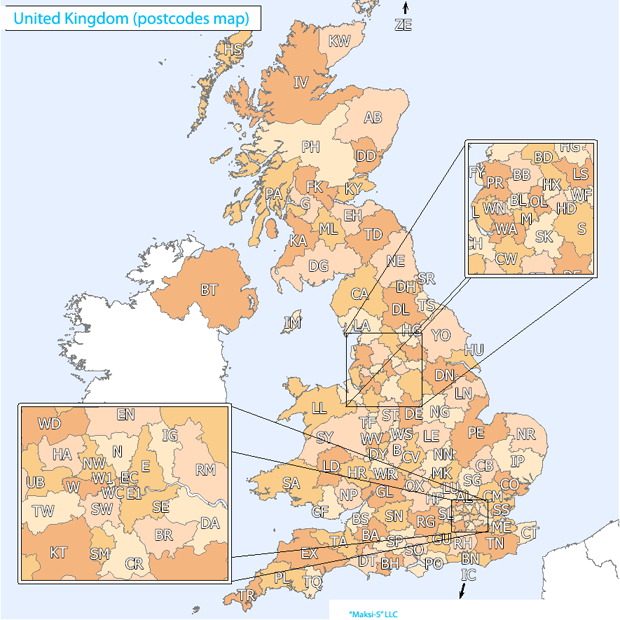 United Kingdom (postcodes map)
ZE
HS
KW
IV
AB
PH
DD
PA
FK
KY
G
EH
ML
KA
TD
DG
NE
BT
CA
SR
DH
DL
TS
IM
LA
HG
YO
HU
DN
LN
LL
ST
DE
NG
TF
SY
WV
WS
LE
PE
NR
B
DY
CV
NN
CB
IP
LD
HR
WR
MK
SG
CO
SA
NP
GL
OX
HP
AL
CM
CF
BS
SN
RG
SL
SS
ME
CT
BA
TA
SP
GU
RH
TN
SO
EX
DT
BH
PO
BN
PL
TQ
TR
IC
HG
BD
FY
PR
BB
HX
LS
WF
BL
OL
HD
WN
M
L
WA
S
SK
CH
CW
DE
WD
EN
IG
HA
N
NW
E
RM
UB
W1
EC
W
WC
E1
TW
SW
SE
DA
BR
KT
SM
CR
"Maksi-S" LLC